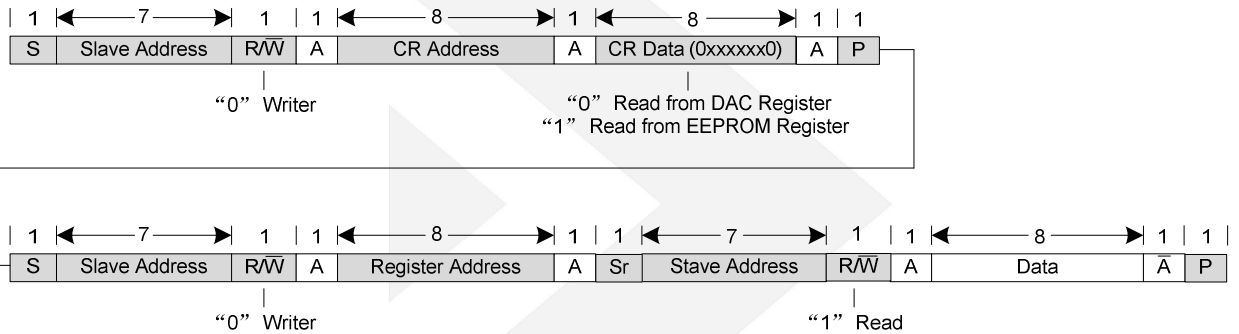 1 7 1 1 8 1 8 1 1
S Slave Address R/W̅ A CR Address A CR Data (0xxxxxx0) A P
“0” Writer “0” Read from DAC Register
“1” Read from EEPROM Register
1 7 1 1 8 1 1 7 1 1 8 1 1
S Slave Address R/W̅ A Register Address A Sr Stave Address R/W̅ A Data A̅ P
“0” Writer “1” Read